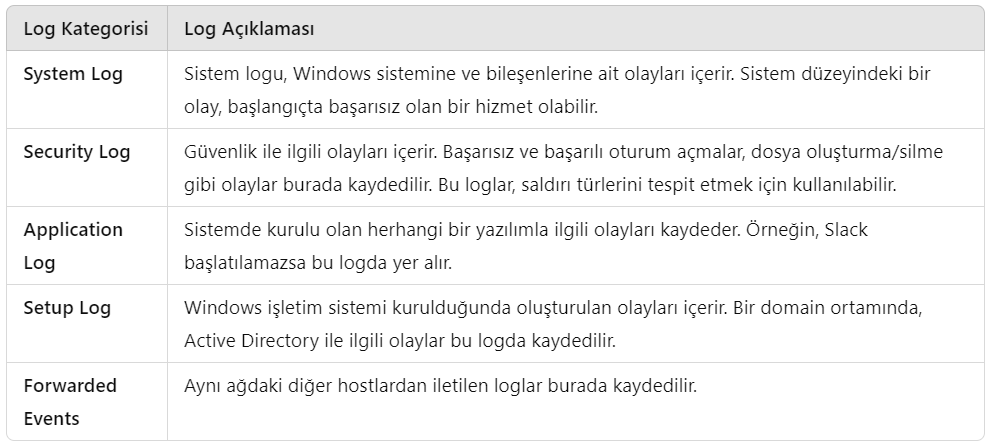 Log Kategorisi Log Açıklaması
System Log Sistem logu, Windows sistemine ve bileşenlerine ait olayları içerir. Sistem düzeyindeki bir
olay, başlangıçta başarısız olan bir hizmet olabilir.
Security Log Güvenlik ile ilgili olayları içerir. Başarısız ve başarılı oturum açmalar, dosya oluşturma/silme
gibi olaylar burada kaydedilir. Bu loglar, saldırı türlerini tespit etmek için kullanılabilir.
Application Sistemde kurulu olan herhangi bir yazılımla ilgili olayları kaydeder. Örneğin, Slack
Log başlatılamazsa bu logda yer alır.
Setup Log Windows işletim sistemi kurulduğunda oluşturulan olayları içerir. Bir domain ortamında,
Active Directory ile ilgili olaylar bu logda kaydedilir.
Forwarded Aynı ağdaki diğer hostlardan iletilen loglar burada kaydedilir.
Events